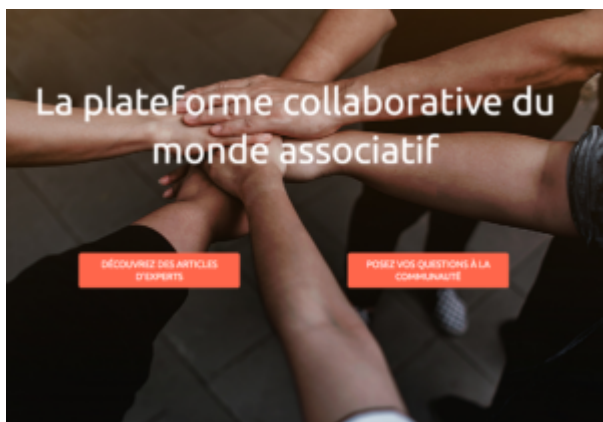 La plateforme collaborative du
monde associatif
DÉCOUVREZ DES ARTICLES
D'EXPERTS
POSEZ VOS QUESTIONS À LA
COMMUNAUTÉ